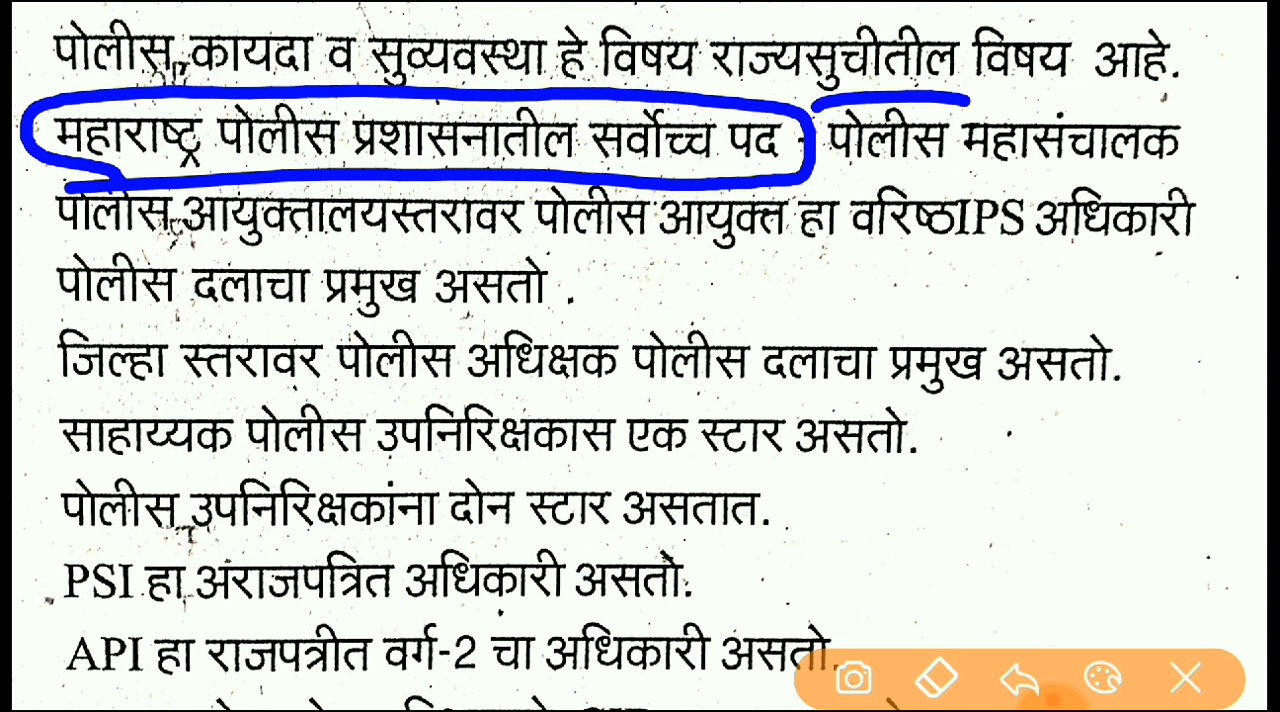 पोलीस कायदा व सुव्यवस्था हे विषय राज्यसुचीतील विषय आहे.
महाराष्ट्र पोलीस प्रशासनातील सर्वोच्च पद - पोलीस महासंचालक
पोलीस आयुक्तालयस्तरावर पोलीस आयुक्त हा वरिष्ठIPS अधिकारी
पोलीस दलाचा प्रमुख असतो .
जिल्हा स्तरावर पोलीस अधिक्षक पोलीस दलाचा प्रमुख असतो.
साहाय्यक पोलीस उपनिरिक्षकास एक स्टार असतो.
पोलीस उपनिरिक्षकांना दोन स्टार असतात.
PSI हा अराजपत्रित अधिकारी असतो.
API हा राजपत्रीत वर्ग-2 चा अधिकारी असतो.